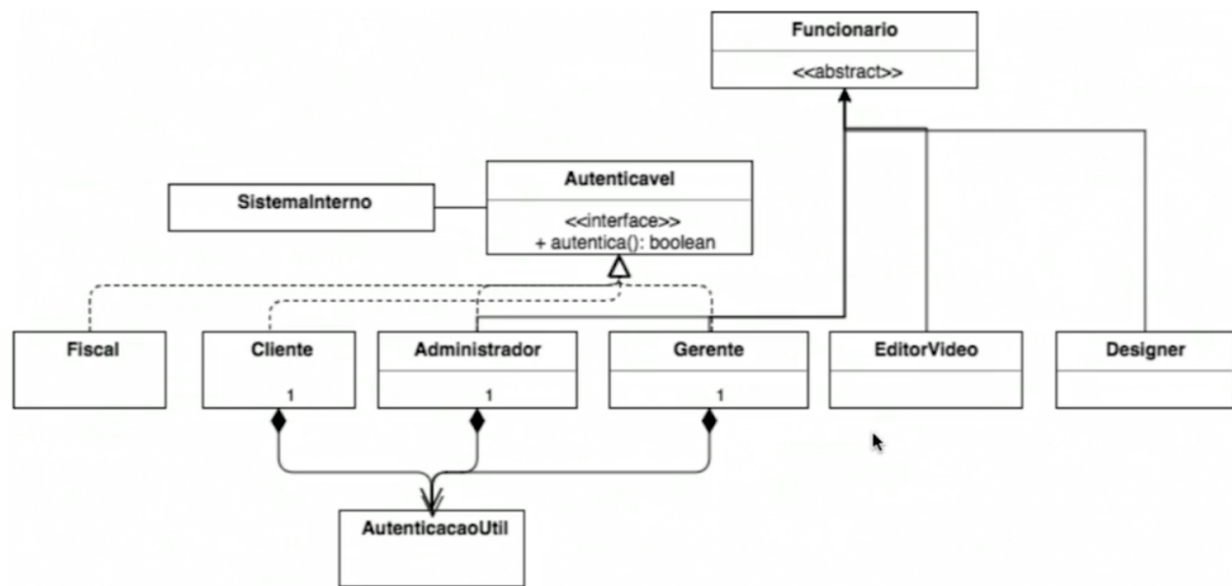 Funcionario
<<abstract>>
Autenticavel
<<interface>>
+ autentica(): boolean
SistemaInterno
Fiscal
Cliente
1
Administrador
1
Gerente
1
EditorVideo
Designer
AutenticacaoUtil